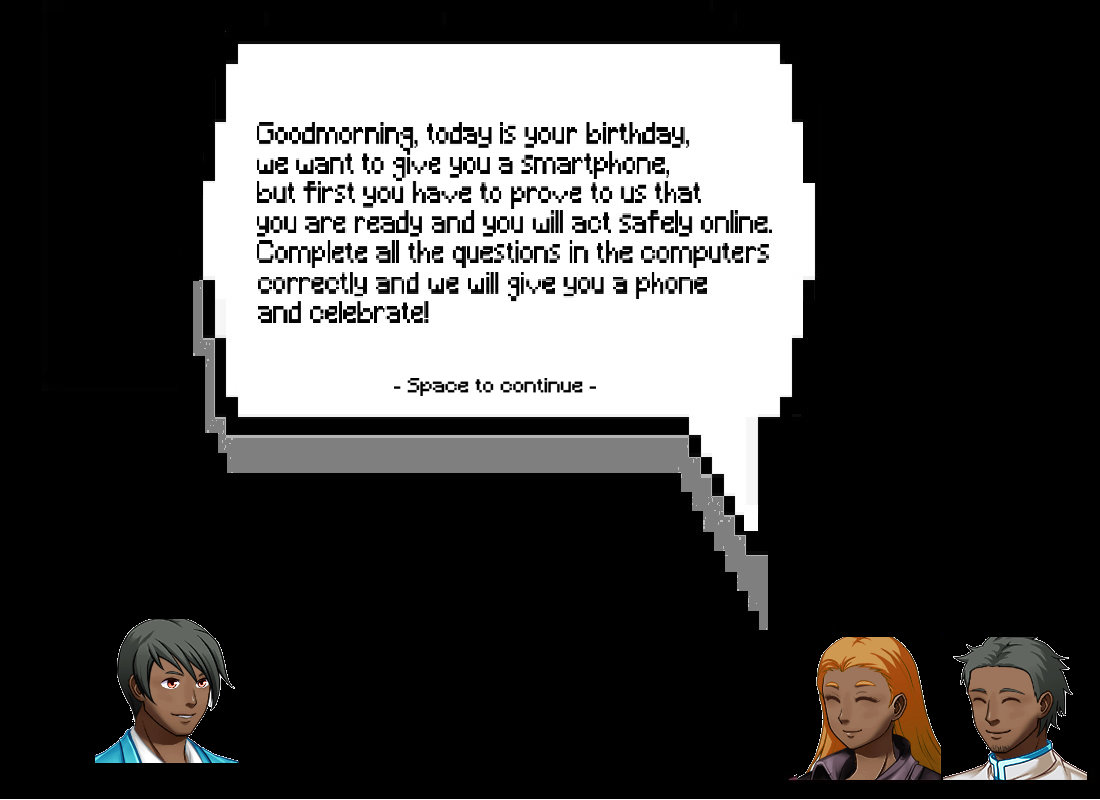 Goodmorning, today is your birthday,
we want to give you a smartphone,
but first you have to prove to us that
you are ready and you will act safely online.
Complete all the questions in the computers
correctly and we will give you a phone
and celebrate!
- Space to continue -